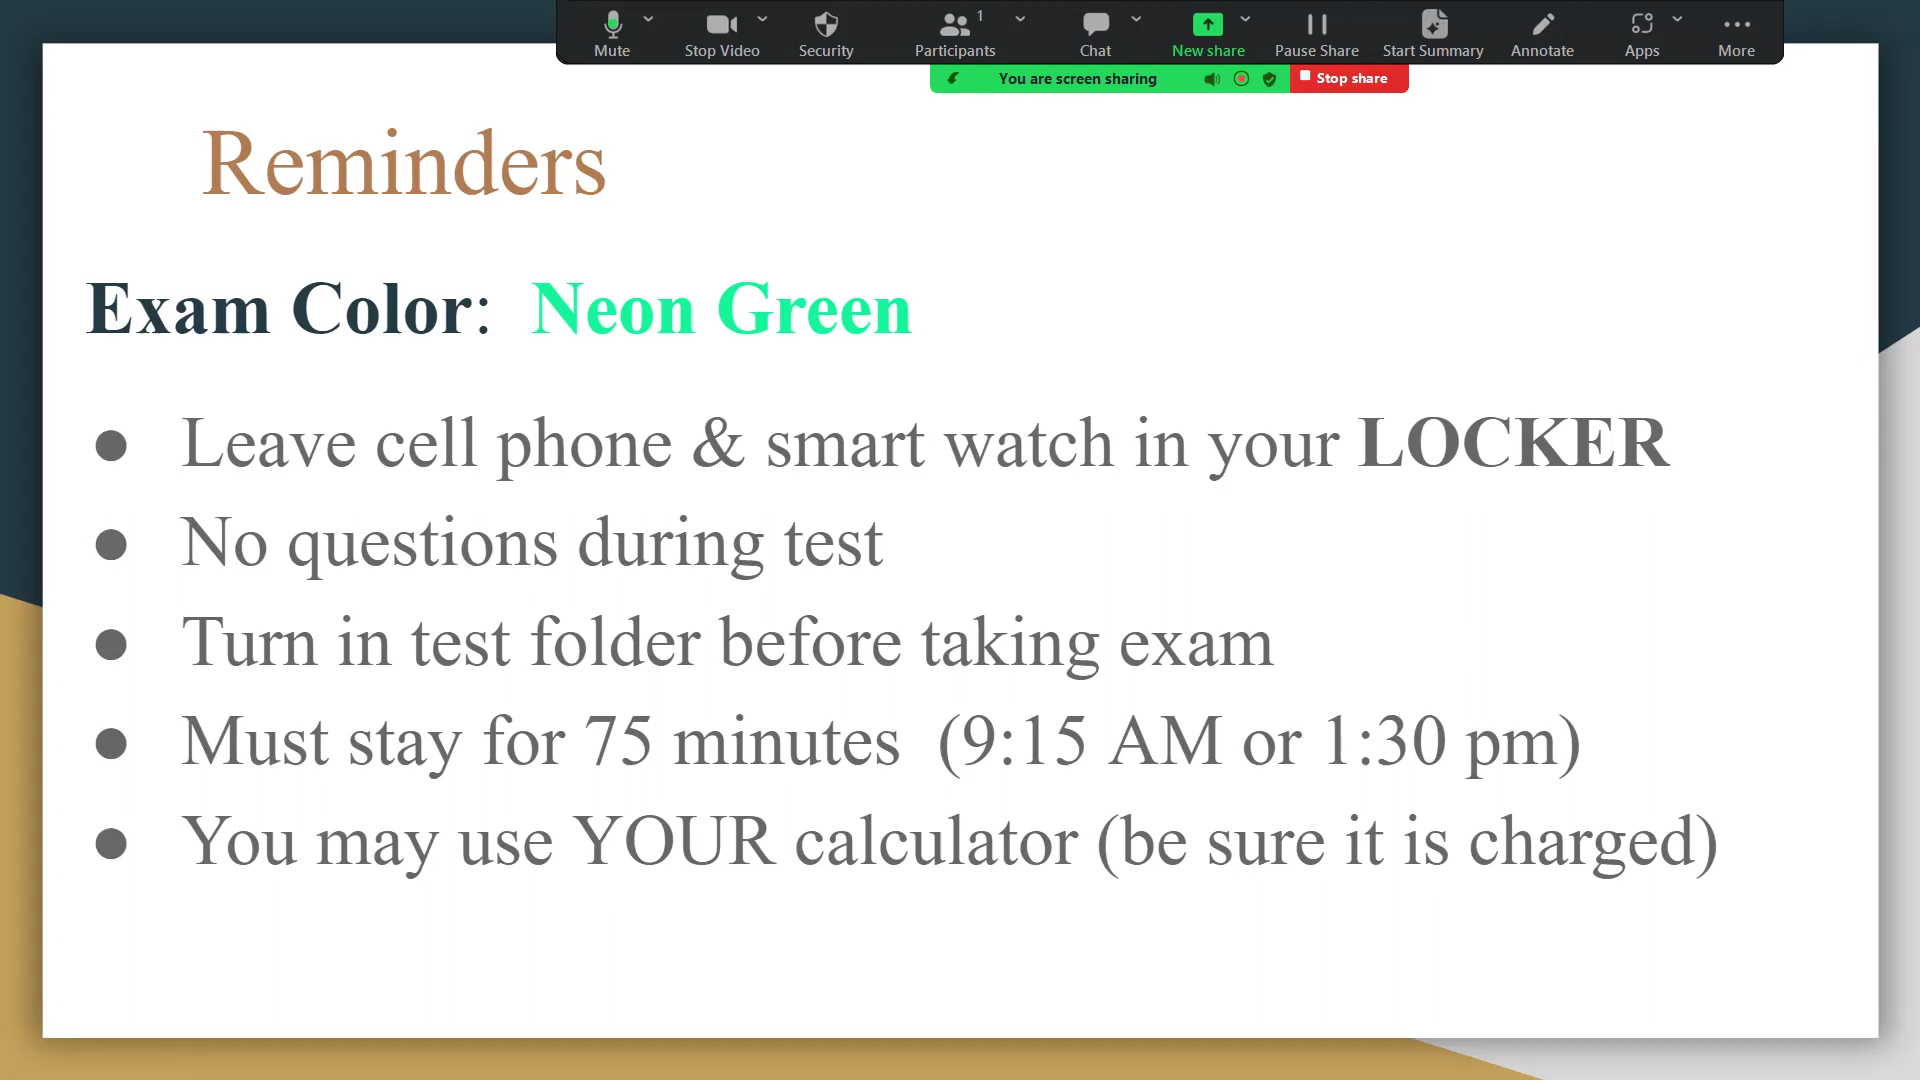 Mute
Stop Video
Security
Participants 1
Chat
New share
Pause Share
Start Summary
Annotate
Apps
More
You are screen sharing
Stop share
Reminders
Exam Color:  Neon Green
● Leave cell phone & smart watch in your LOCKER
● No questions during test
● Turn in test folder before taking exam
● Must stay for 75 minutes  (9:15 AM or 1:30 pm)
● You may use YOUR calculator (be sure it is charged)